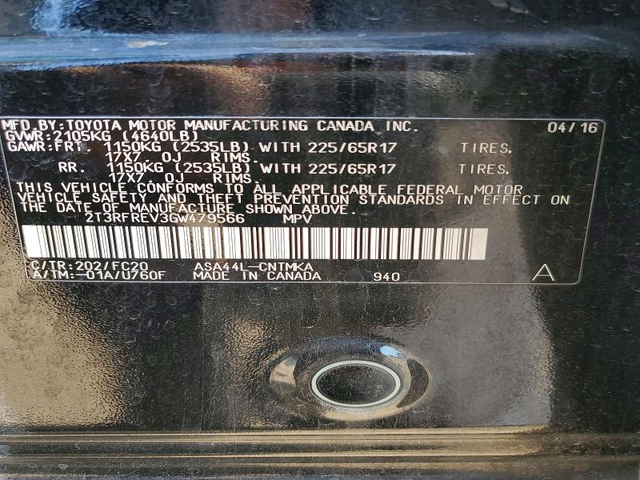 MFD.BY:TOYOTA MOTOR MANUFACTURING CANADA INC. 04/16
GVWR:2105KG (4640LB)
GAWR:FRT. 1150KG (2535LB) WITH 225/65R17 TIRES.
17X7.0J RIMS.
RR. 1150KG (2535LB) WITH 225/65R17 TIRES.
17X7.0J RIMS
THIS VEHICLE CONFORMS TO ALL APPLICABLE FEDERAL MOTOR
VEHICLE SAFETY AND THEFT PREVENTION STANDARDS IN EFFECT ON
THE DATE OF MANUFACTURE SHOWN ABOVE.
2T3RFREV3GW479566 MPV
C/TR:202/FC20 ASA44L-CNTMKA
A/TM:-01A/U760F MADE IN CANADA 940 A